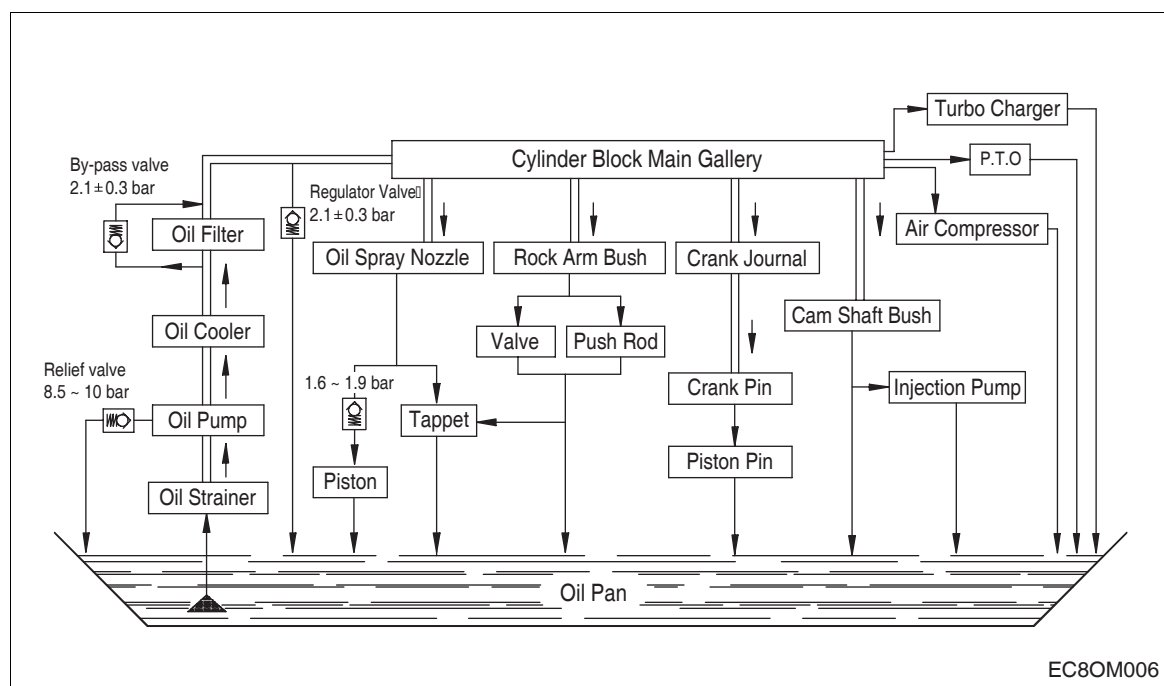 Turbo Charger
Cylinder Block Main Gallery
P.T.O
By-pass valve
2.1±0.3 bar
Regulator Valve
2.1±0.3 bar
Air Compressor
Oil Filter
Oil Spray Nozzle
Rock Arm Bush
Crank Journal
Cam Shaft Bush
Oil Cooler
Valve
Push Rod
Relief valve
8.5 ~ 10 bar
1.6 ~ 1.9 bar
Crank Pin
Injection Pump
Oil Pump
Tappet
Piston Pin
Piston
Oil Strainer
Oil Pan
EC8OM006